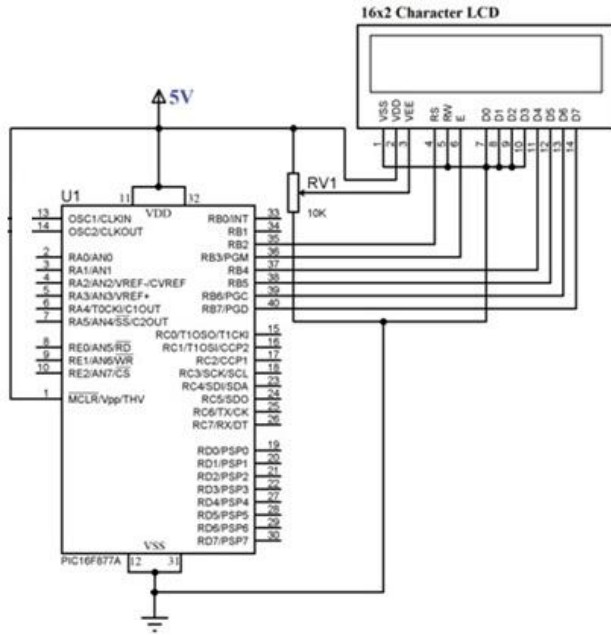 16x2 Character LCD
VSS VDD VEE RS RW E D0 D1 D2 D3 D4 D5 D6 D7
1 2 3 4 5 6 7 8 9 10 11 12 13 14
5V
RV1
10K
U1
11 32
VDD
13 OSC1/CLKIN RB0/INT 33
14 OSC2/CLKOUT RB1 34
RB2 35
2 RA0/AN0 RB3/PGM 36
3 RA1/AN1 RB4 37
4 RA2/AN2/VREF-/CVREF RB5 38
5 RA3/AN3/VREF+ RB6/PGC 39
6 RA4/T0CKI/C1OUT RB7/PGD 40
7 RA5/AN4/SS/C2OUT
RC0/T1OSO/T1CKI 15
8 RE0/AN5/RD RC1/T1OSI/CCP2 16
9 RE1/AN6/WR RC2/CCP1 17
10 RE2/AN7/CS RC3/SCK/SCL 18
RC4/SDI/SDA 23
1 MCLR/Vpp/THV RC5/SDO 24
RC6/TX/CK 25
RC7/RX/DT 26
RD0/PSP0 19
RD1/PSP1 20
RD2/PSP2 21
RD3/PSP3 22
RD4/PSP4 27
RD5/PSP5 28
RD6/PSP6 29
RD7/PSP7 30
VSS
PIC16F877A 12 31